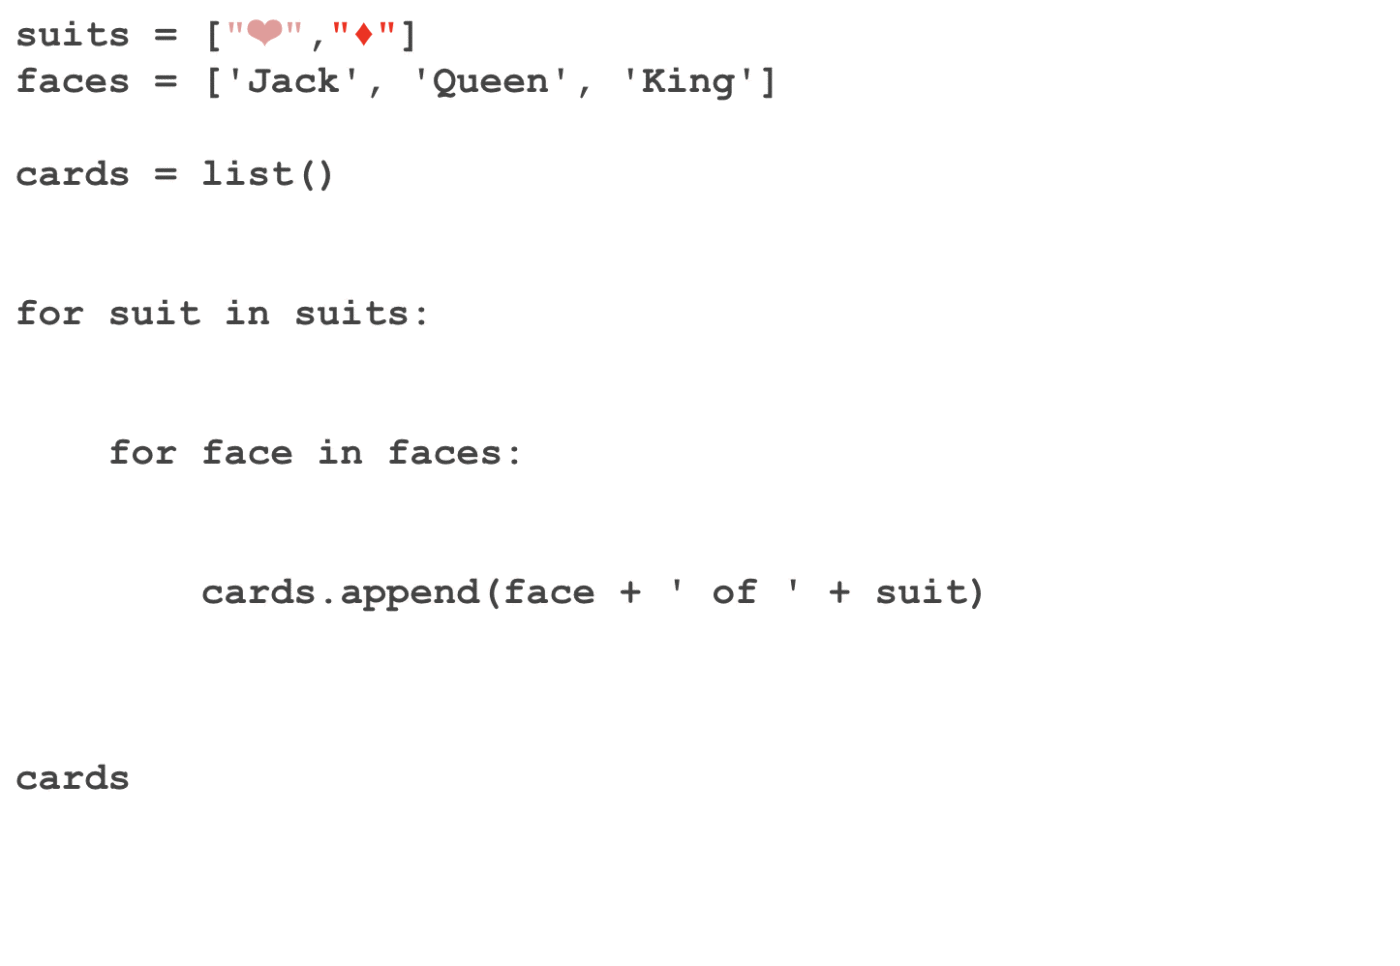 suits = ["❤","♦"]
faces = ['Jack', 'Queen', 'King']
cards = list()
for suit in suits:
    for face in faces:
        cards.append(face + ' of ' + suit)
cards